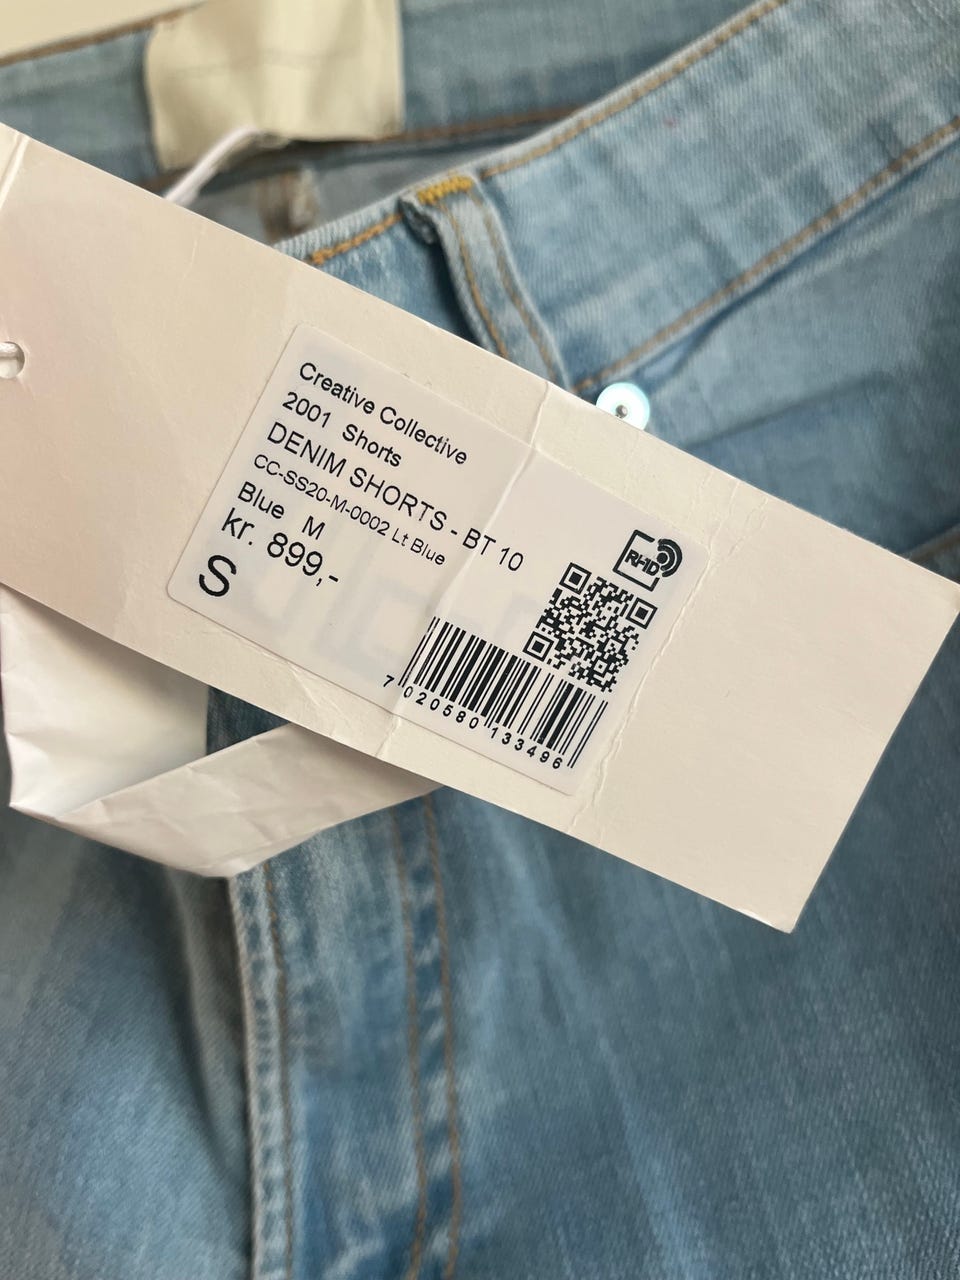 Creative Collective
2001 Shorts
DENIM SHORTS - BT 10
CC-SS20-M-0002 Lt Blue
Blue M
kr. 899,-
S
RFID
7 020580 133496